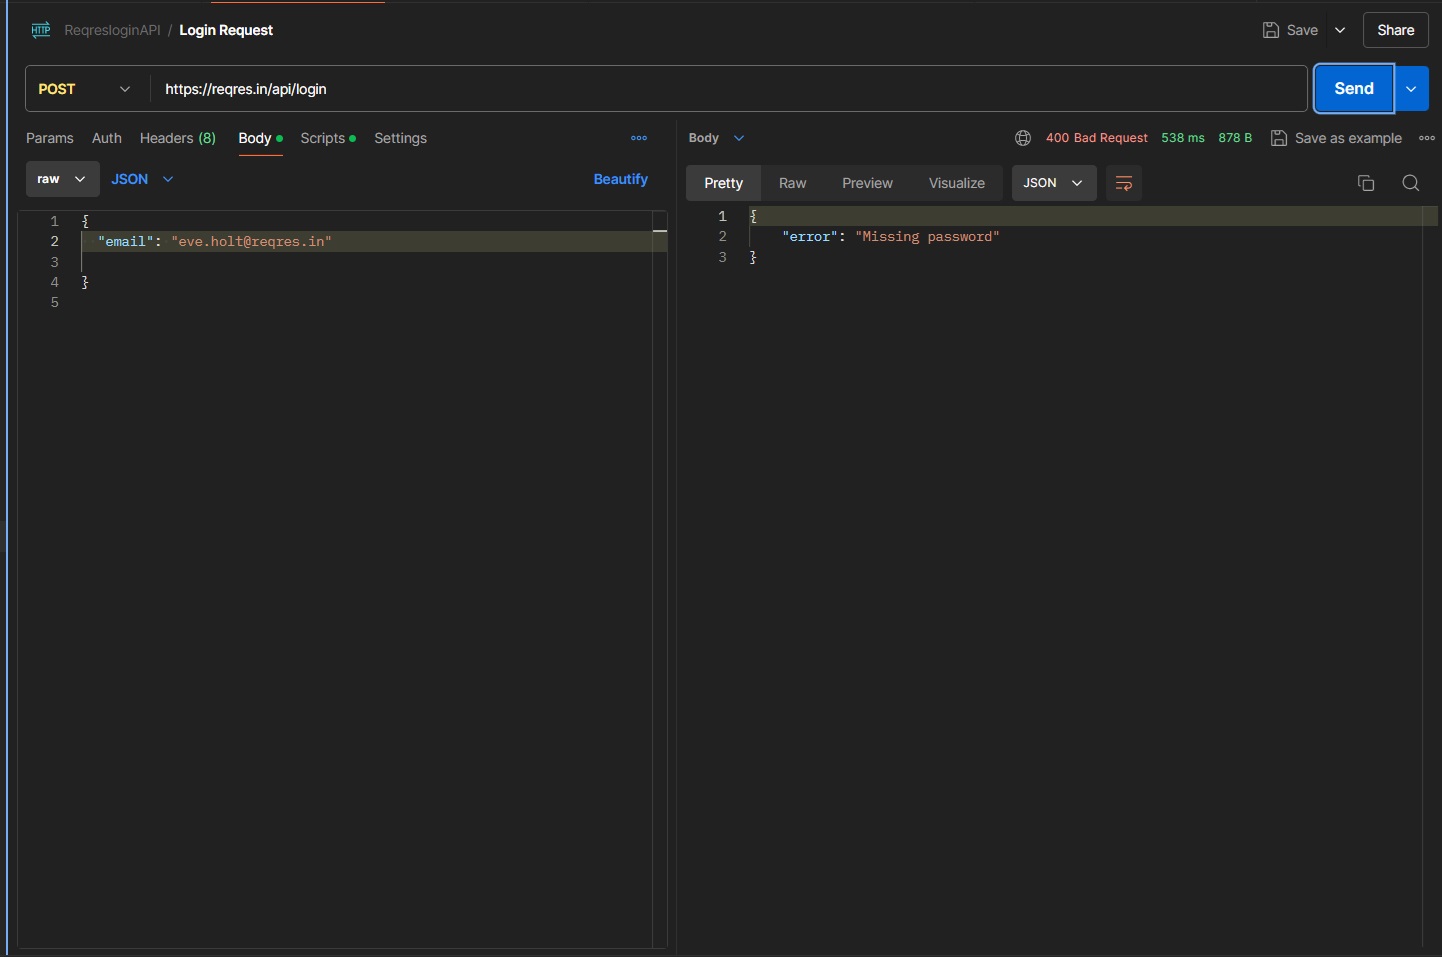 HTTP ReqresloginAPI / Login Request
Save
Share
POST https://reqres.in/api/login
Send
Params Auth Headers (8) Body Scripts Settings
raw JSON Beautify
1 {
2 "email": "eve.holt@reqres.in"
3
4 }
5
Body 400 Bad Request 538 ms 878 B Save as example
Pretty Raw Preview Visualize JSON
1 {
2 "error": "Missing password"
3 }